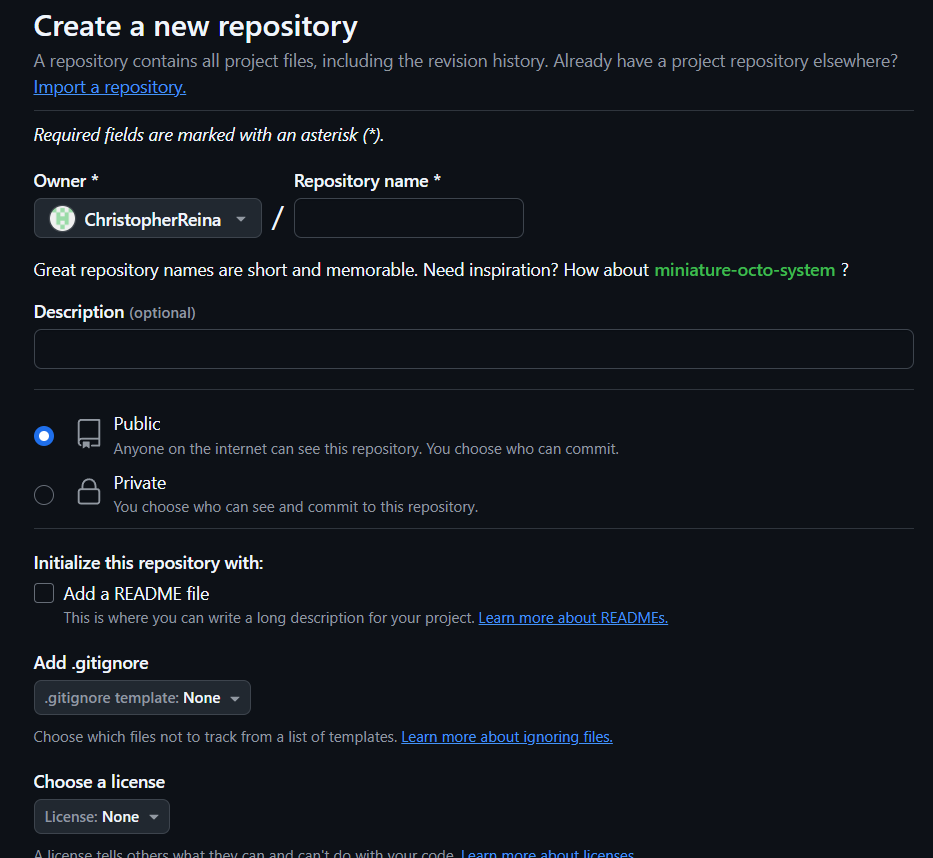 Create a new repository
A repository contains all project files, including the revision history. Already have a project repository elsewhere?
Import a repository.
Required fields are marked with an asterisk (*).
Owner *
Repository name *
ChristopherReina
/
Great repository names are short and memorable. Need inspiration? How about miniature-octo-system ?
Description (optional)
Public
Anyone on the internet can see this repository. You choose who can commit.
Private
You choose who can see and commit to this repository.
Initialize this repository with:
Add a README file
This is where you can write a long description for your project. Learn more about READMEs.
Add .gitignore
.gitignore template: None
Choose which files not to track from a list of templates. Learn more about ignoring files.
Choose a license
License: None
A license tells others what they can and can't do with your code. Learn more about licenses.